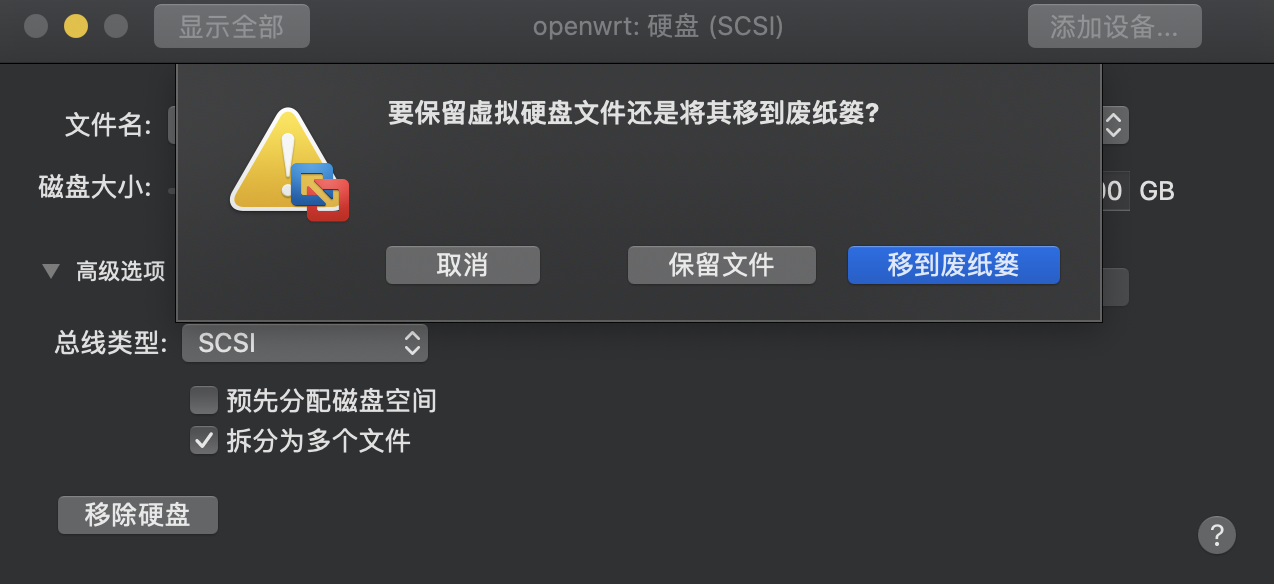 显示全部
openwrt: 硬盘 (SCSI)
添加设备...
要保留虚拟硬盘文件还是将其移到废纸篓?
文件名:
磁盘大小:
GB
取消
保留文件
移到废纸篓
高级选项
总线类型:
SCSI
预先分配磁盘空间
拆分为多个文件
移除硬盘
?